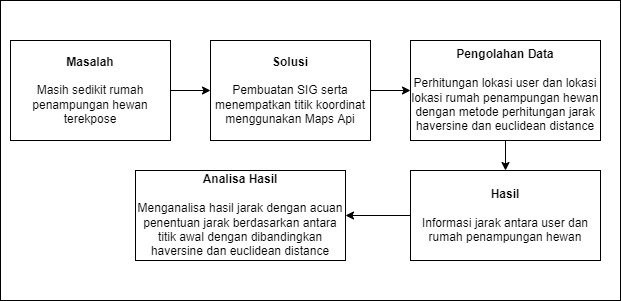 Masalah
Masih sedikit rumah
penampungan hewan
terekpose
Solusi
Pembuatan SIG serta
menempatkan titik koordinat
menggunakan Maps Api
Pengolahan Data
Perhitungan lokasi user dan lokasi
lokasi rumah penampungan hewan
dengan metode perhitungan jarak
haversine dan euclidean distance
Hasil
Informasi jarak antara user dan
rumah penampungan hewan
Analisa Hasil
Menganalisa hasil jarak dengan acuan
penentuan jarak berdasarkan antara
titik awal dengan dibandingkan
haversine dan euclidean distance